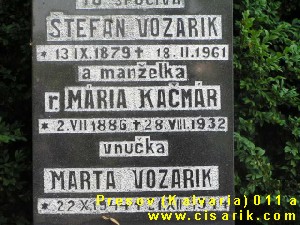 ŠTEFAN VOZARIK
* 13 IX. 1879 ✝ 18. II. 1961
a manželka
r. MÁRIA KAČMÁR
* 2. VII 1886 ✝ 28. VIII. 1932
vnučka
MARTA VOZARIK
Presov (Kalvaria) 011 a
* 22 X
www.cisarik.com